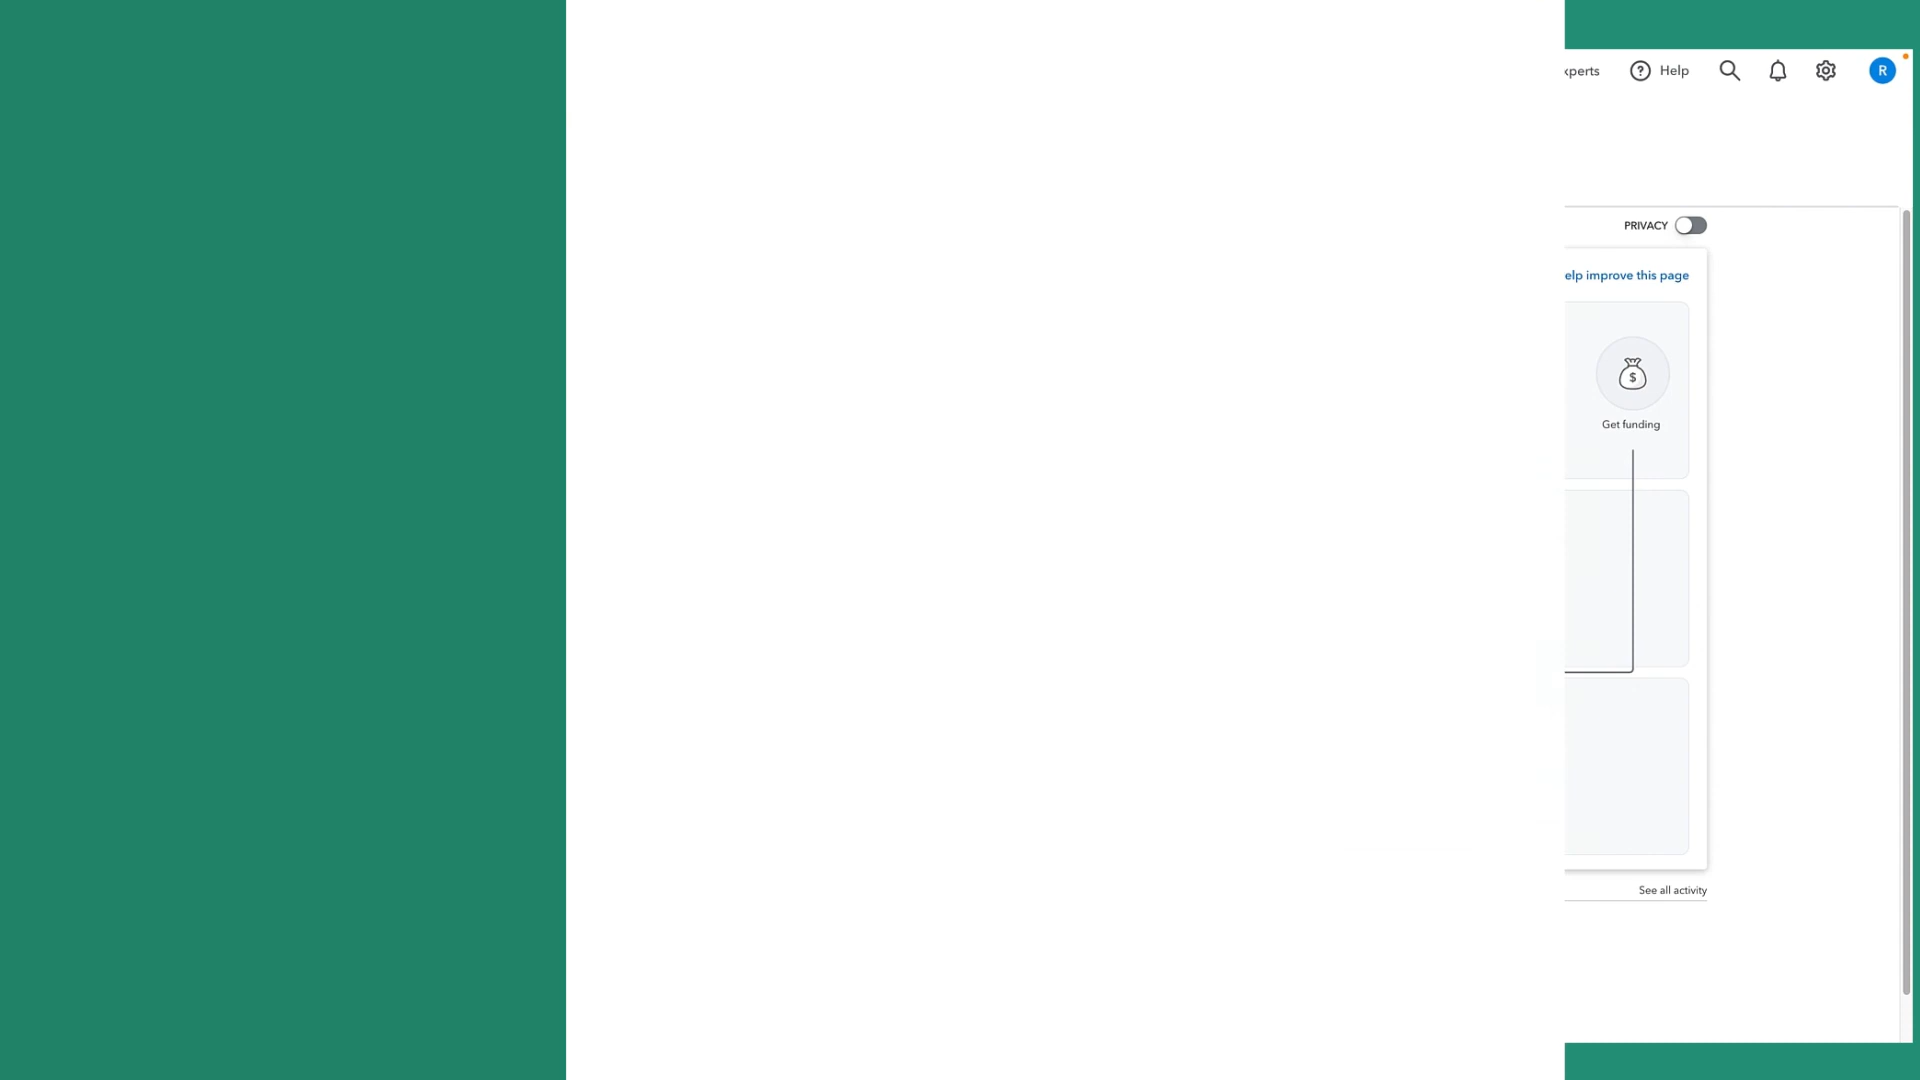 xperts
Help
R
PRIVACY
elp improve this page
$
Get funding
See all activity